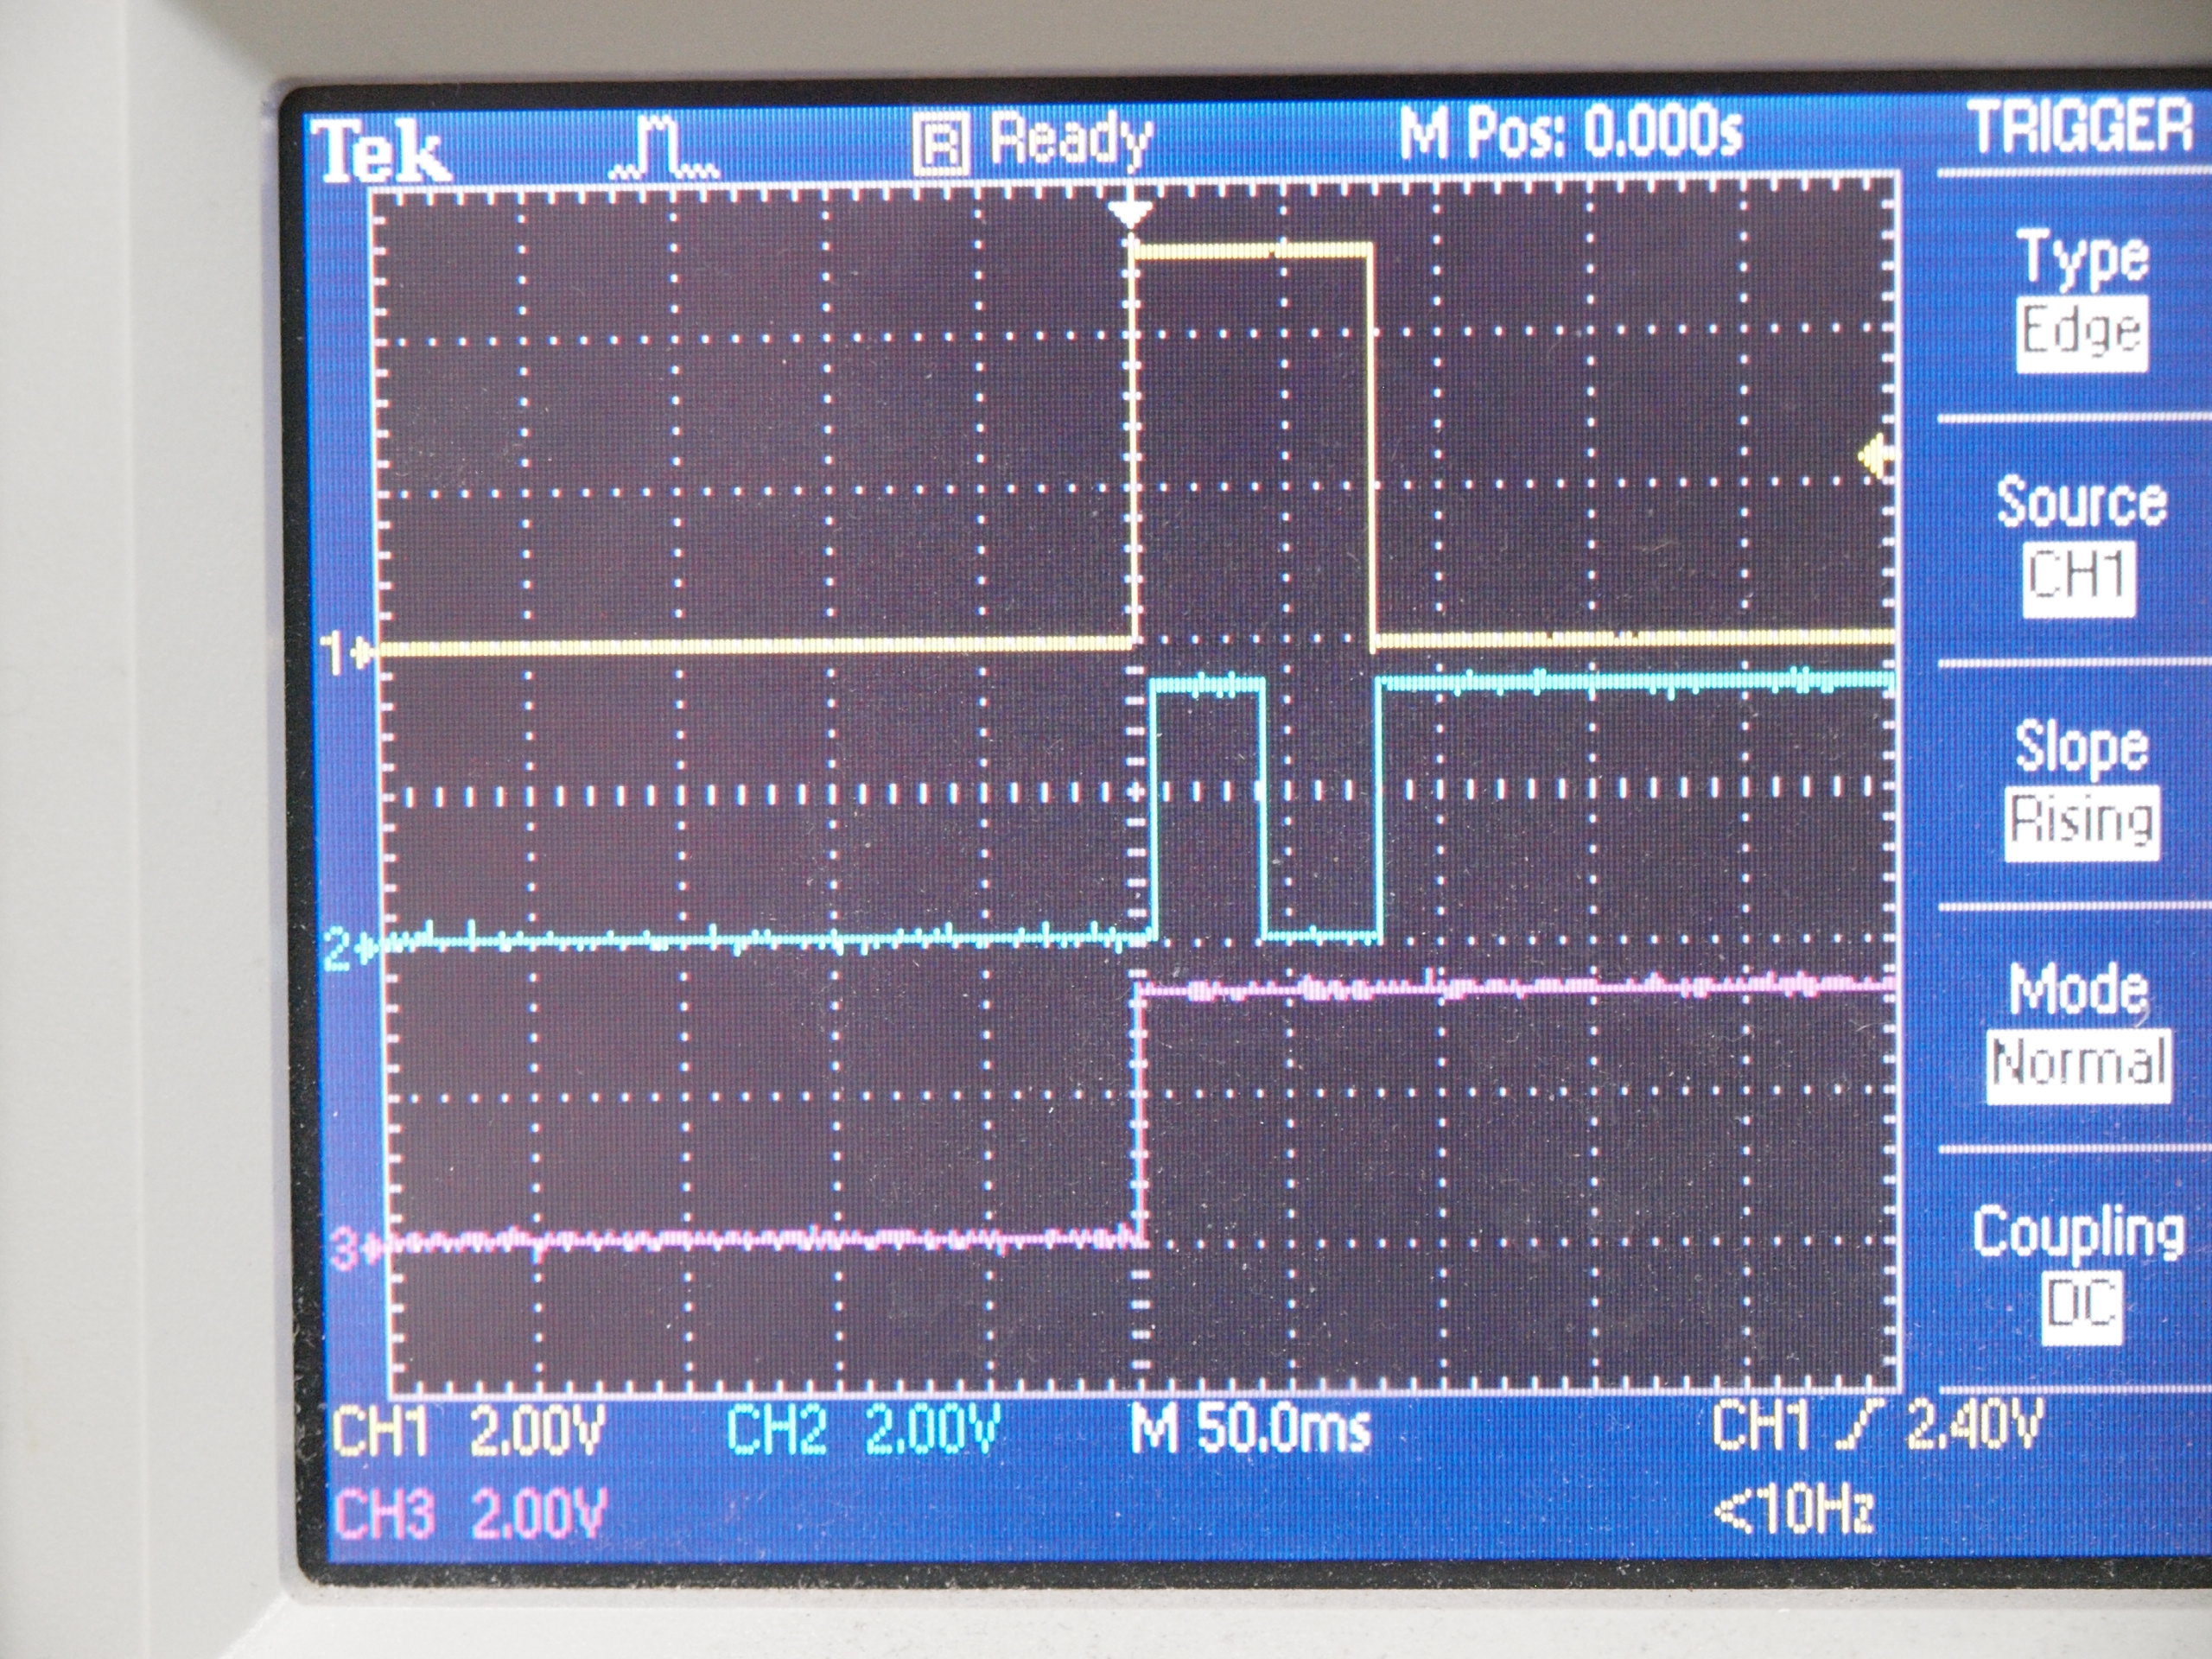 Tek R Ready M Pos: 0.000s TRIGGER
Type
Edge
Source
CH1
Slope
Rising
Mode
Normal
Coupling
DC
1
2
3
CH1 2.00V CH2 2.00V M 50.0ms CH1 2.40V
CH3 2.00V <10Hz